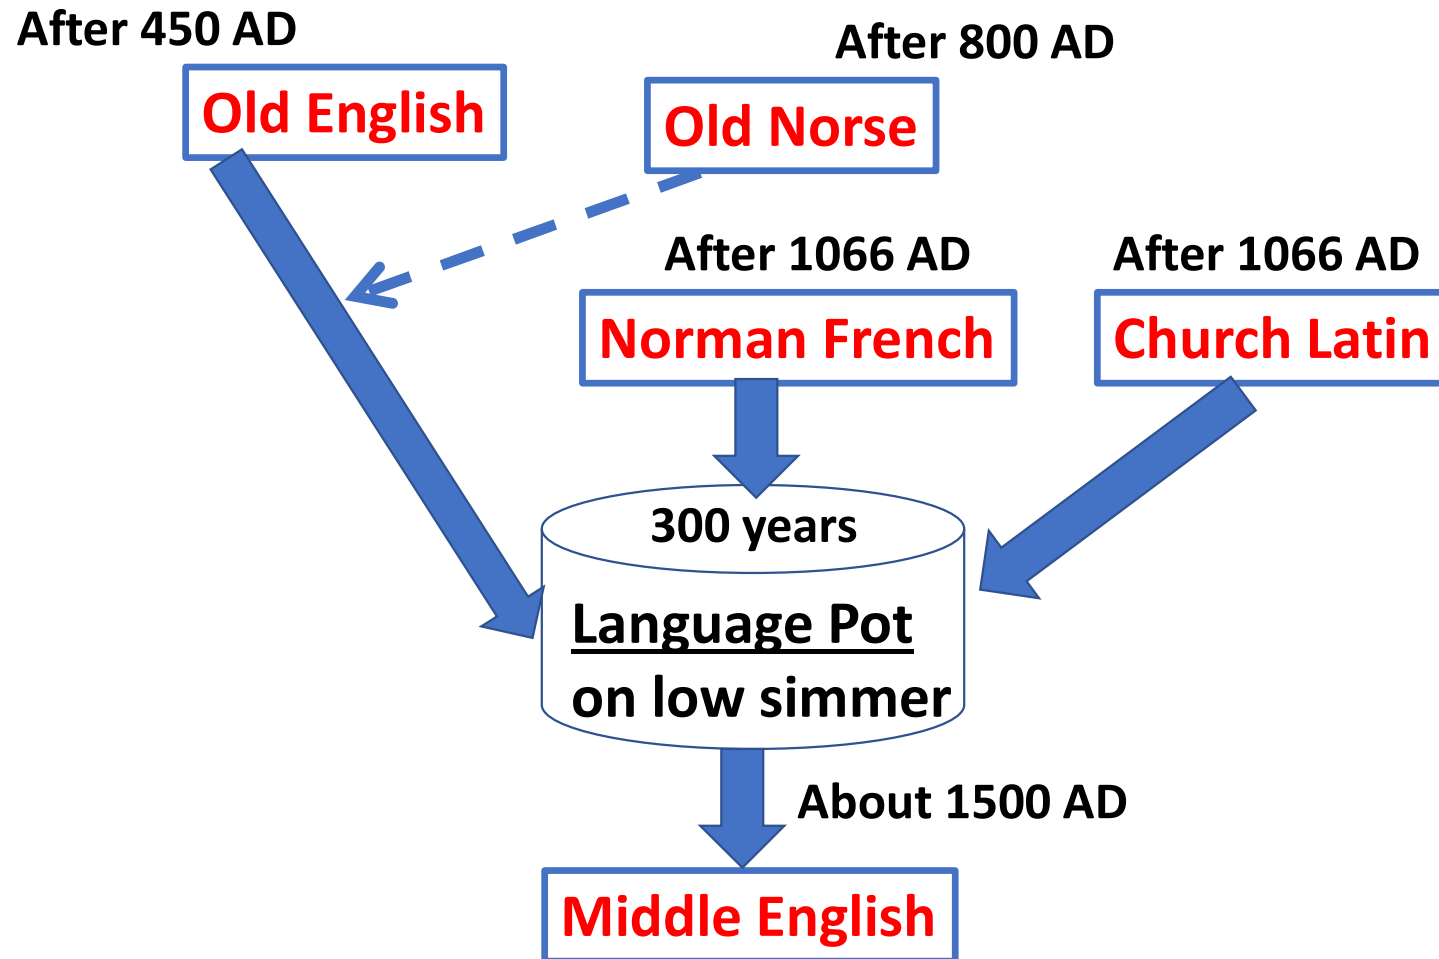 After 450 AD
Old English
After 800 AD
Old Norse
After 1066 AD
Norman French
After 1066 AD
Church Latin
300 years
Language Pot
on low simmer
About 1500 AD
Middle English